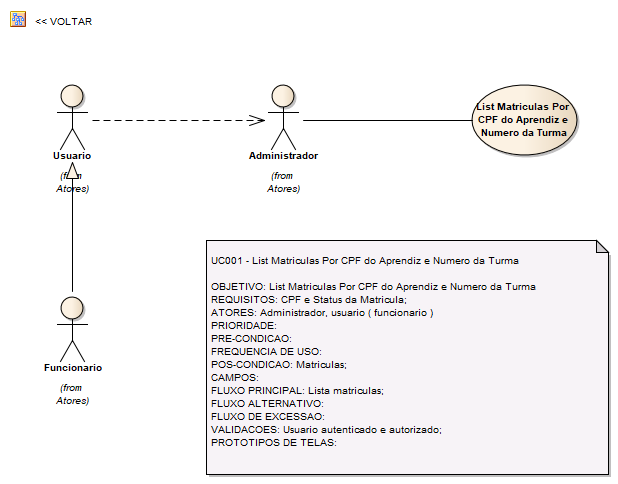 << VOLTAR
Usuario
(from
Atores)
Administrador
(from
Atores)
List Matriculas Por
CPF do Aprendiz e
Numero da Turma
Funcionario
(from
Atores)
UC001 - List Matriculas Por CPF do Aprendiz e Numero da Turma
OBJETIVO: List Matriculas Por CPF do Aprendiz e Numero da Turma
REQUISITOS: CPF e Status da Matricula;
ATORES: Administrador, usuario ( funcionario )
PRIORIDADE:
PRE-CONDICAO:
FREQUENCIA DE USO:
POS-CONDICAO: Matriculas;
CAMPOS:
FLUXO PRINCIPAL: Lista matriculas;
FLUXO ALTERNATIVO:
FLUXO DE EXCESSAO:
VALIDACOES: Usuario autenticado e autorizado;
PROTOTIPOS DE TELAS: